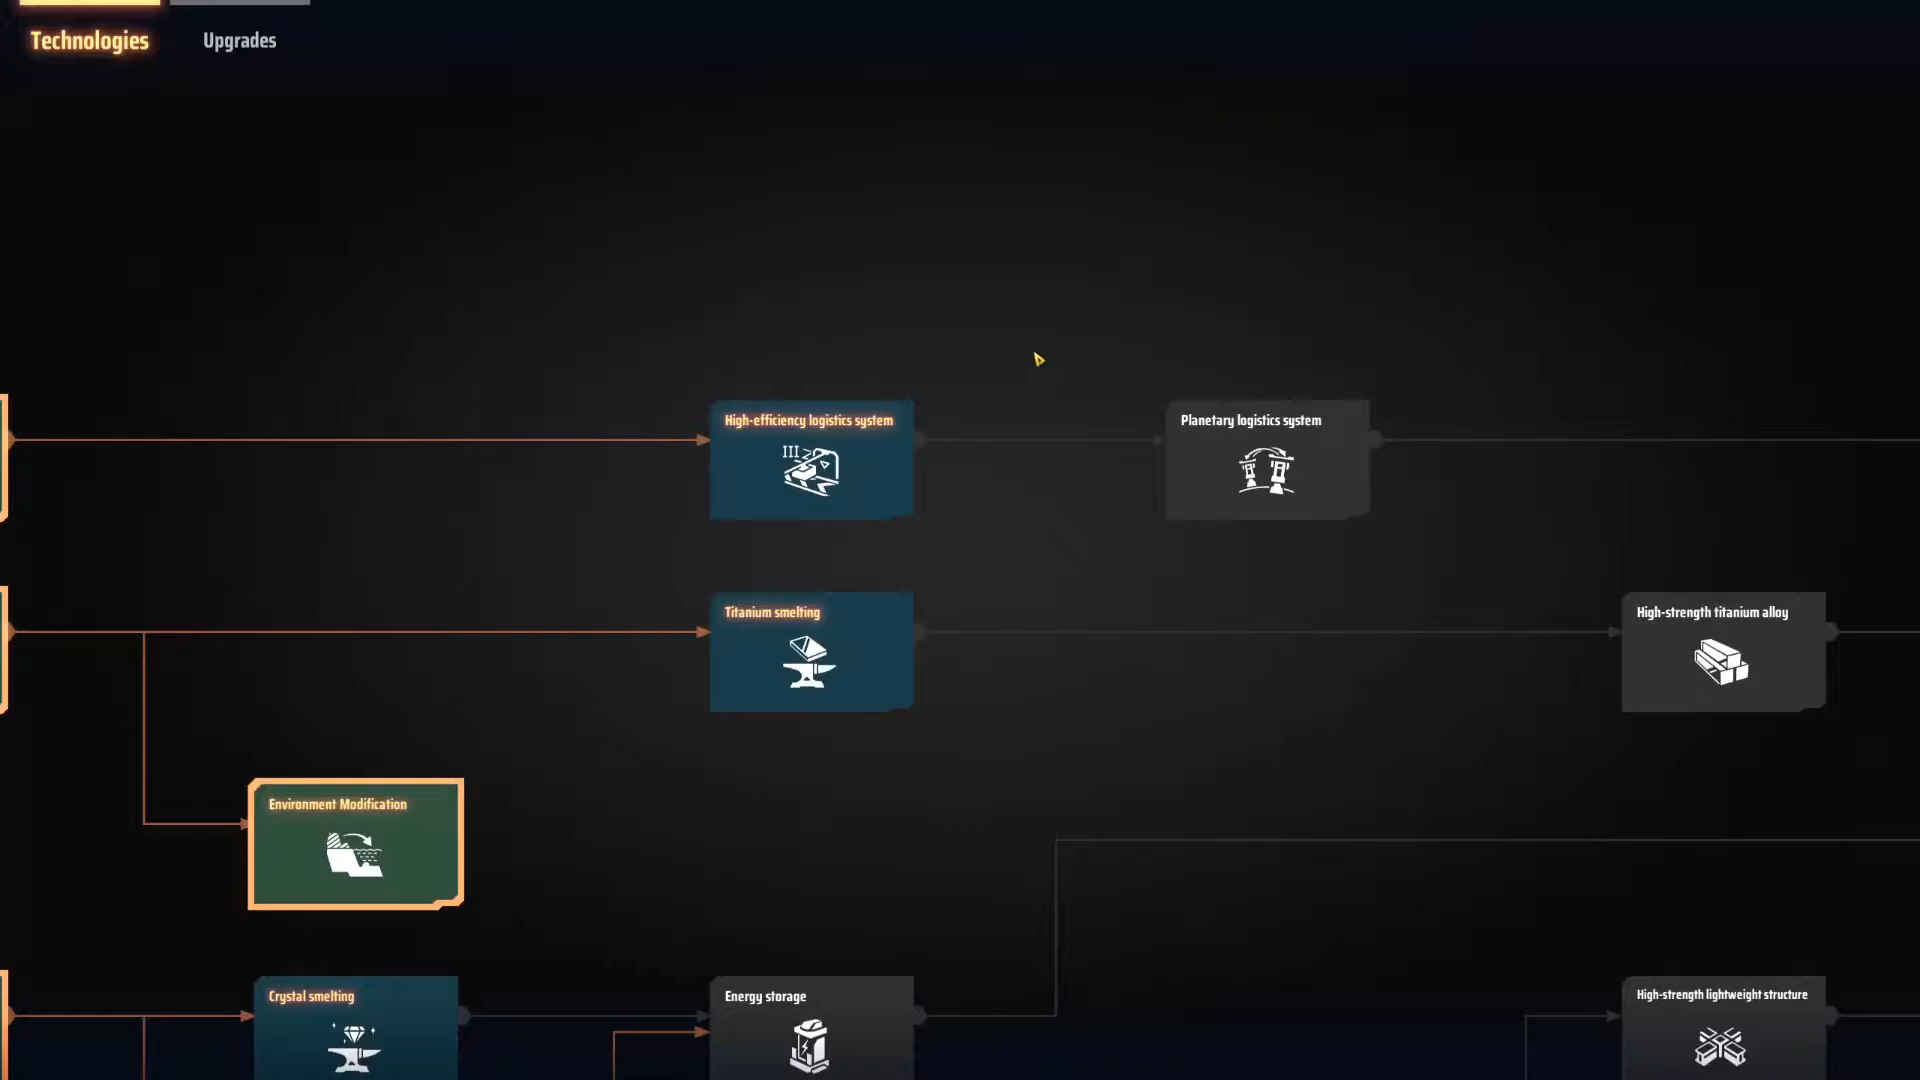 Technologies
Upgrades
High-efficiency logistics system
III
Planetary logistics system
Titanium smelting
High-strength titanium alloy
Environment Modification
Crystal smelting
Energy storage
High-strength lightweight structure